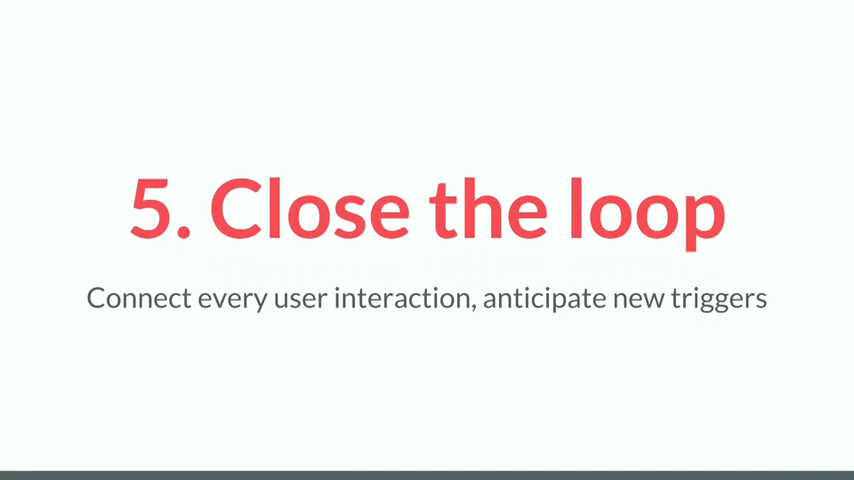 5. Close the loop
Connect every user interaction, anticipate new triggers